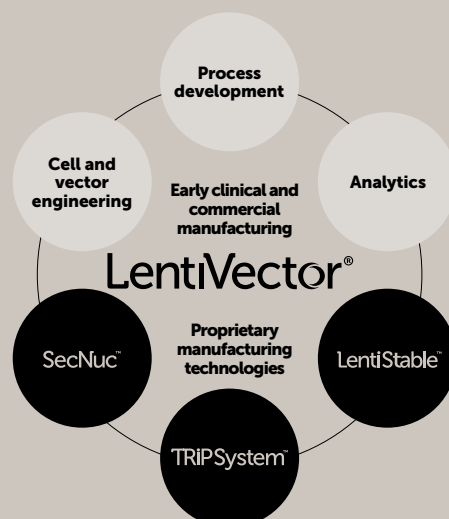 Process
development
Cell and
vector
engineering
Analytics
Early clinical and
commercial
manufacturing
LentiVector®
Proprietary
manufacturing
technologies
SecNuc™
LentiStable™
TRiPSystem™